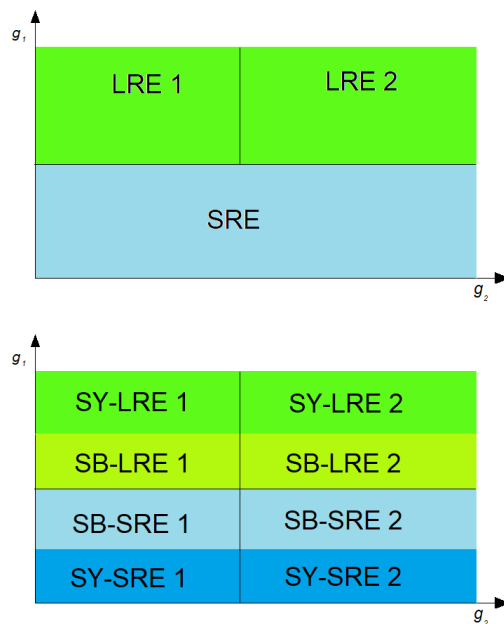 g₁
LRE 1 LRE 2
SRE
g₂
g₁
SY-LRE 1 SY-LRE 2
SB-LRE 1 SB-LRE 2
SB-SRE 1 SB-SRE 2
SY-SRE 1 SY-SRE 2
g₂